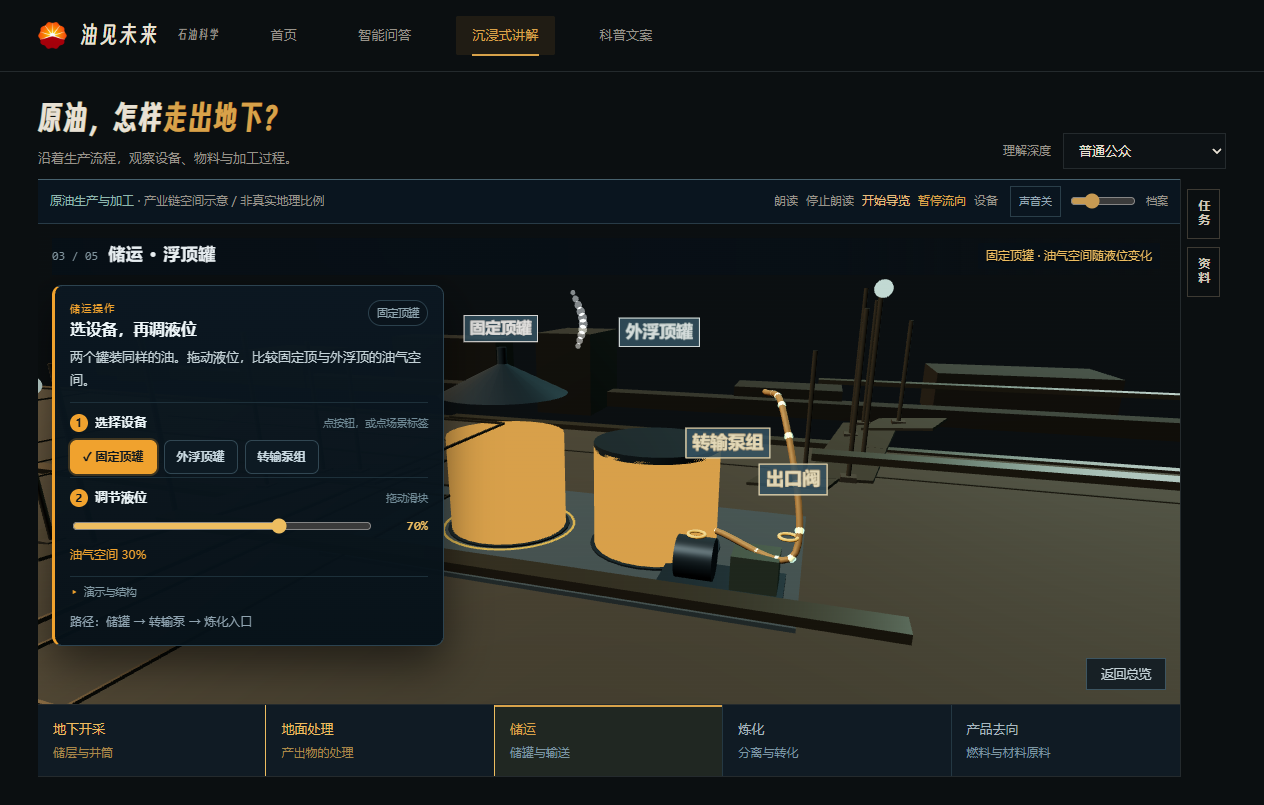 油见未来 石油科学 首页 智能问答 沉浸式讲解 科普文案
原油，怎样走出地下？
沿着生产流程，观察设备、物料与加工过程。
理解深度 普通公众
原油生产与加工 · 产业链空间示意 / 非真实地理比例
朗读 停止朗读 开始导览 暂停流向 设备 声音关 档案
任务
资料
03 / 05 储运 • 浮顶罐
固定顶罐 · 油气空间随液位变化
储运操作
固定顶罐
选设备，再调液位
两个罐装同样的油。拖动液位，比较固定顶与外浮顶的油气空
间。
1 选择设备 点按钮，或点场景标签
✓ 固定顶罐 外浮顶罐 转输泵组
2 调节液位 拖动滑块
70%
油气空间 30%
▸ 演示与结构
路径：储罐 → 转输泵 → 炼化入口
固定顶罐
外浮顶罐
转输泵组
出口阀
返回总览
地下开采
储层与井筒
地面处理
产出物的处理
储运
储罐与输送
炼化
分离与转化
产品去向
燃料与材料原料